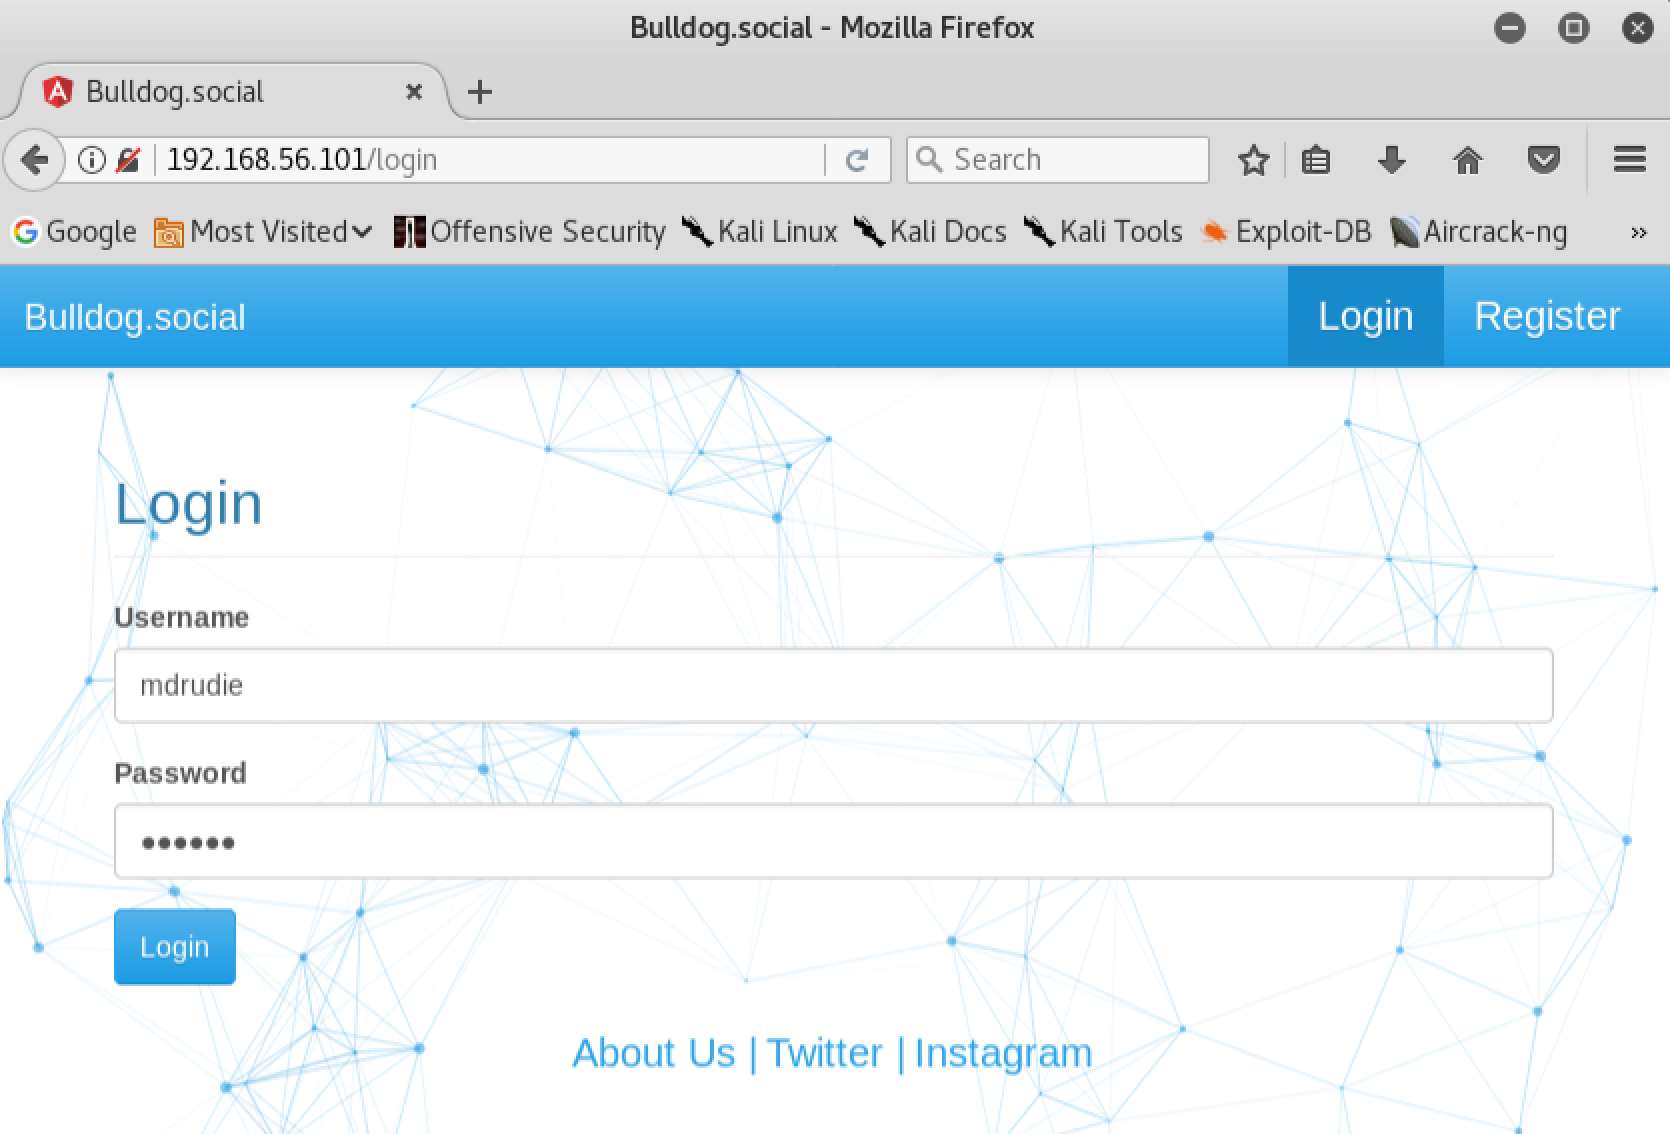 Bulldog.social - Mozilla Firefox
Bulldog.social
192.168.56.101/login Search
Google Most Visited Offensive Security Kali Linux Kali Docs Kali Tools Exploit-DB Aircrack-ng »
Bulldog.social Login Register
Login
Username
mdrudie
Password
••••••
Login
About Us | Twitter | Instagram